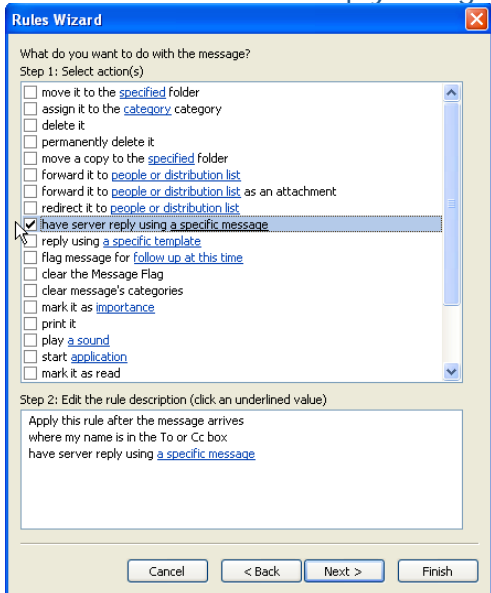 Rules Wizard
What do you want to do with the message?
Step 1: Select action(s)
move it to the specified folder
assign it to the category category
delete it
permanently delete it
move a copy to the specified folder
forward it to people or distribution list
forward it to people or distribution list as an attachment
redirect it to people or distribution list
have server reply using a specific message
reply using a specific template
flag message for follow up at this time
clear the Message Flag
clear message's categories
mark it as importance
print it
play a sound
start application
mark it as read
Step 2: Edit the rule description (click an underlined value)
Apply this rule after the message arrives
where my name is in the To or Cc box
have server reply using a specific message
Cancel < Back Next > Finish